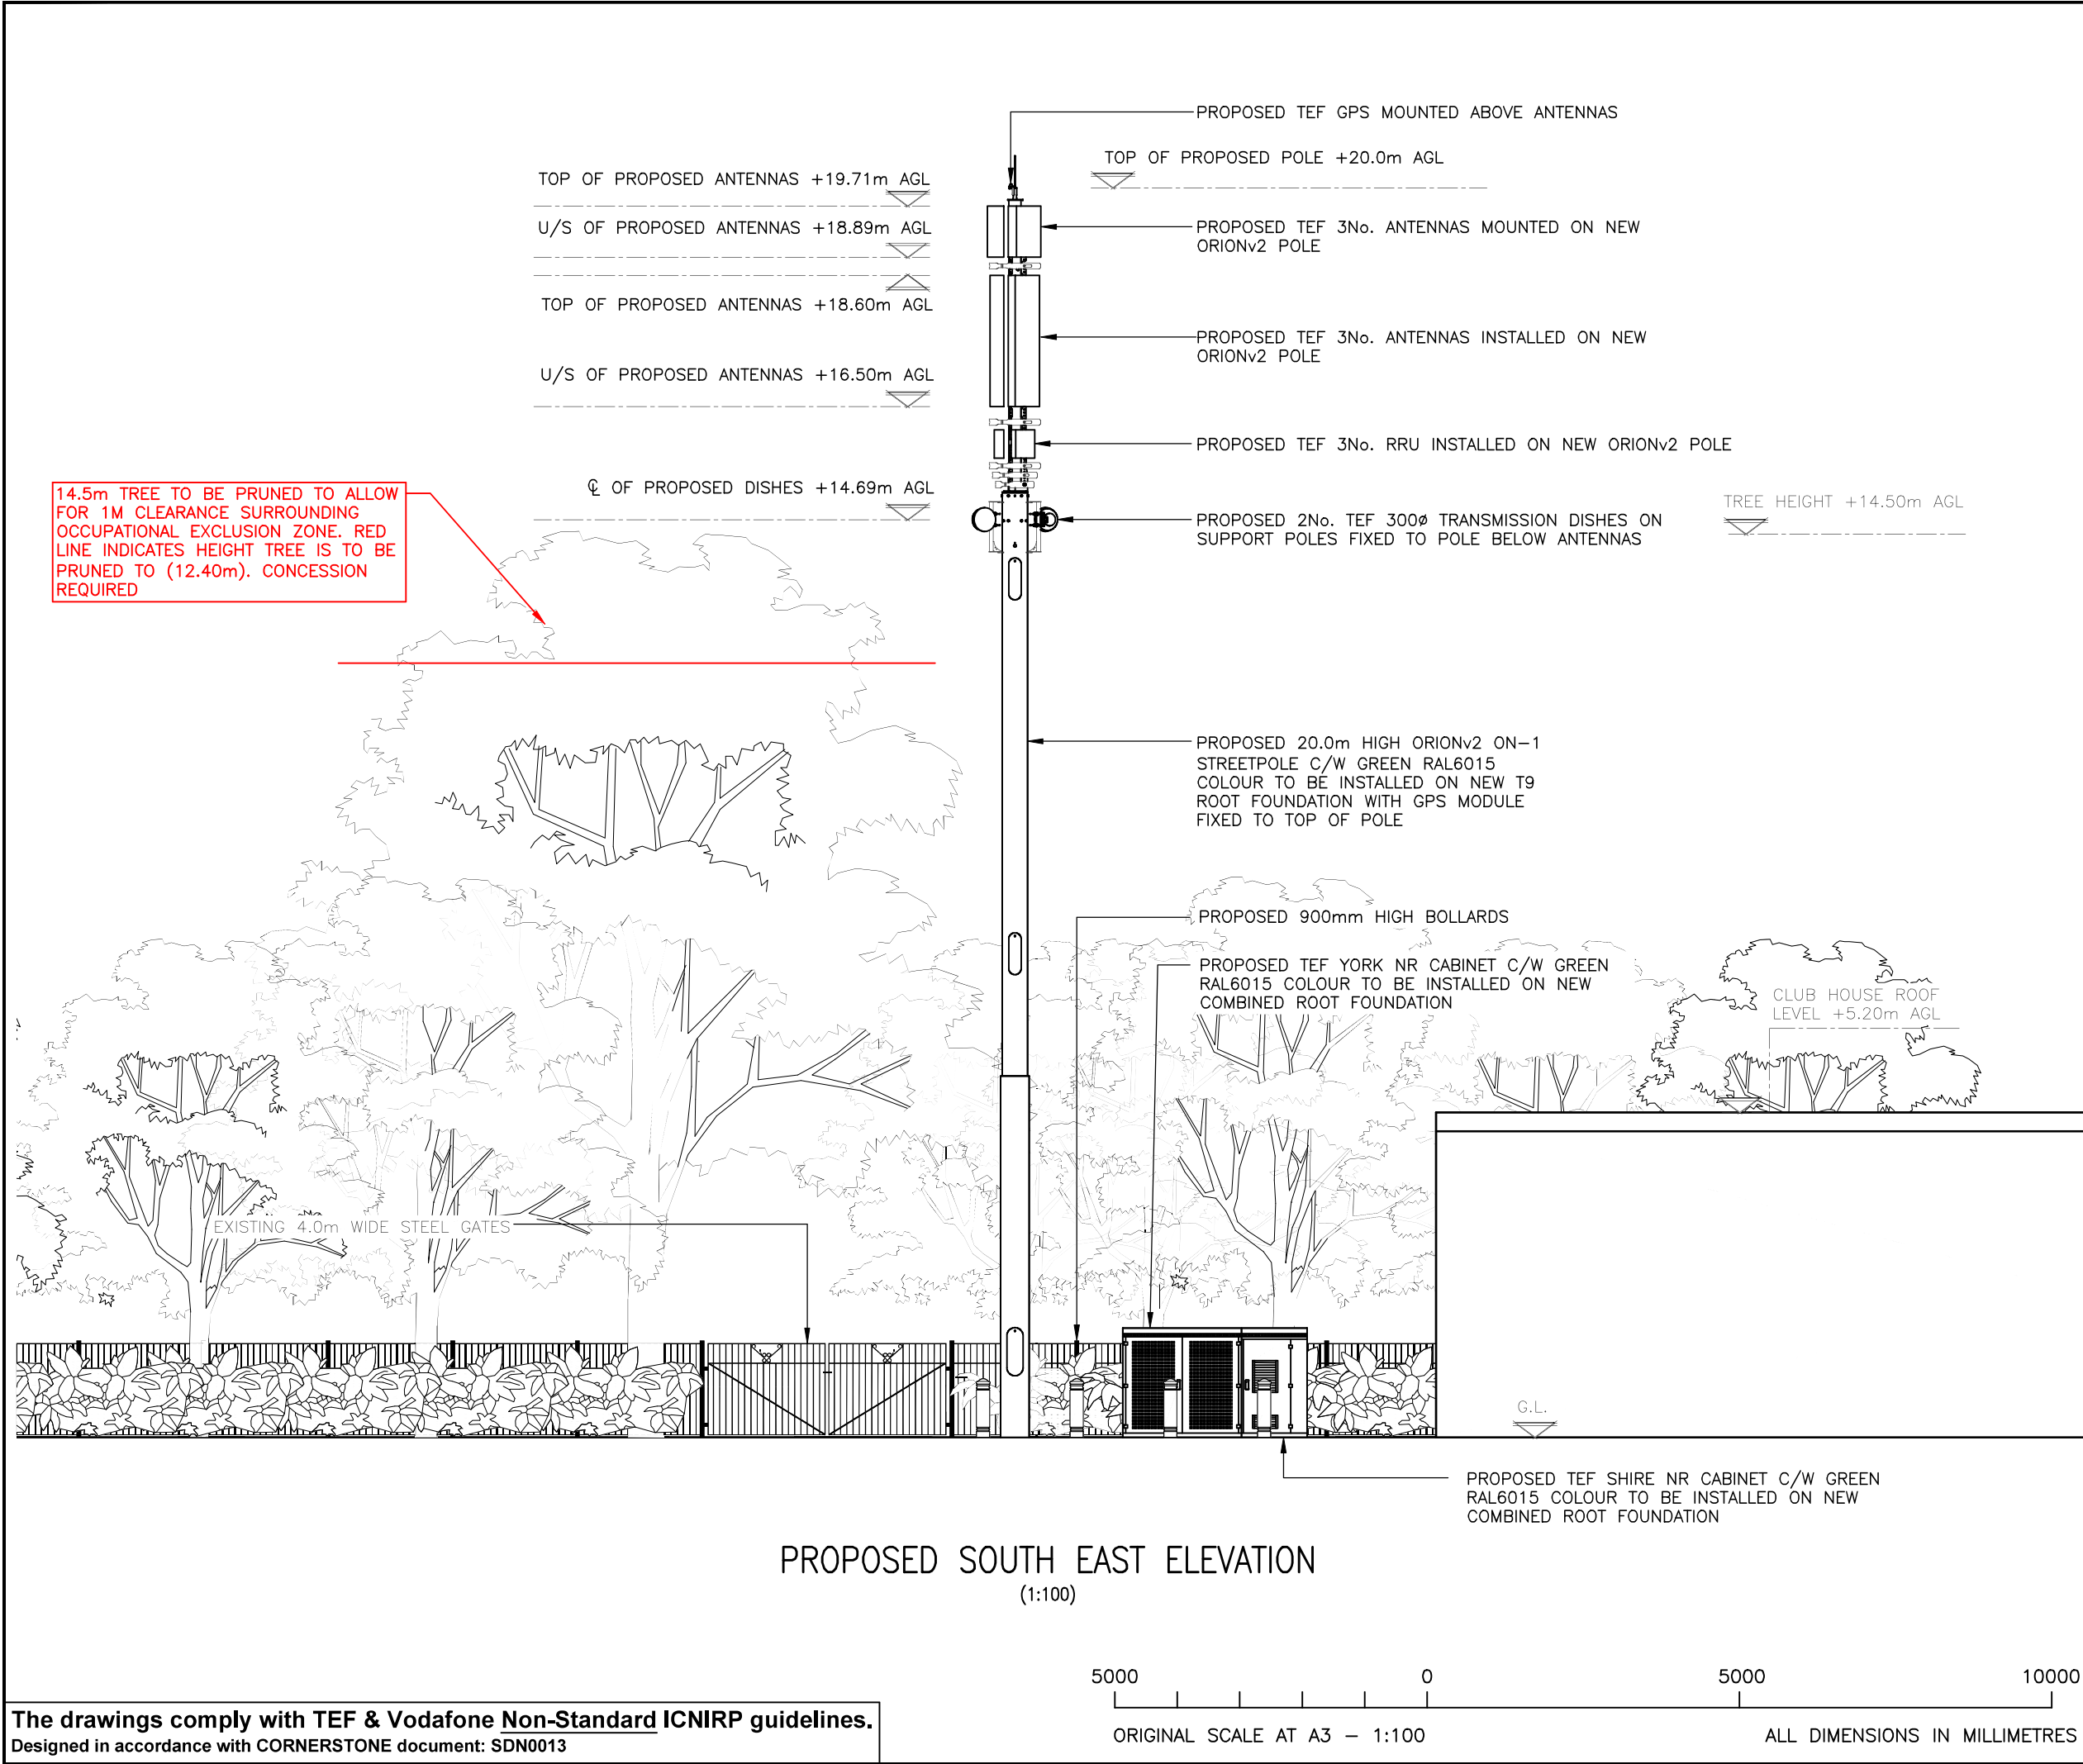 PROPOSED TEF GPS MOUNTED ABOVE ANTENNAS
TOP OF PROPOSED POLE +20.0m AGL
TOP OF PROPOSED ANTENNAS +19.71m AGL
U/S OF PROPOSED ANTENNAS +18.89m AGL
TOP OF PROPOSED ANTENNAS +18.60m AGL
U/S OF PROPOSED ANTENNAS +16.50m AGL
℄ OF PROPOSED DISHES +14.69m AGL
PROPOSED TEF 3No. ANTENNAS MOUNTED ON NEW
ORIONv2 POLE
PROPOSED TEF 3No. ANTENNAS INSTALLED ON NEW
ORIONv2 POLE
PROPOSED TEF 3No. RRU INSTALLED ON NEW ORIONv2 POLE
14.5m TREE TO BE PRUNED TO ALLOW
FOR 1M CLEARANCE SURROUNDING
OCCUPATIONAL EXCLUSION ZONE. RED
LINE INDICATES HEIGHT TREE IS TO BE
PRUNED TO (12.40m). CONCESSION
REQUIRED
PROPOSED 2No. TEF 300ø TRANSMISSION DISHES ON
SUPPORT POLES FIXED TO POLE BELOW ANTENNAS
TREE HEIGHT +14.50m AGL
PROPOSED 20.0m HIGH ORIONv2 ON-1
STREETPOLE C/W GREEN RAL6015
COLOUR TO BE INSTALLED ON NEW T9
ROOT FOUNDATION WITH GPS MODULE
FIXED TO TOP OF POLE
PROPOSED 900mm HIGH BOLLARDS
PROPOSED TEF YORK NR CABINET C/W GREEN
RAL6015 COLOUR TO BE INSTALLED ON NEW
COMBINED ROOT FOUNDATION
CLUB HOUSE ROOF
LEVEL +5.20m AGL
EXISTING 4.0m WIDE STEEL GATES
G.L.
PROPOSED TEF SHIRE NR CABINET C/W GREEN
RAL6015 COLOUR TO BE INSTALLED ON NEW
COMBINED ROOT FOUNDATION
PROPOSED SOUTH EAST ELEVATION
(1:100)
5000 0 5000 10000
ORIGINAL SCALE AT A3 – 1:100
ALL DIMENSIONS IN MILLIMETRES
The drawings comply with TEF & Vodafone Non-Standard ICNIRP guidelines.
Designed in accordance with CORNERSTONE document: SDN0013